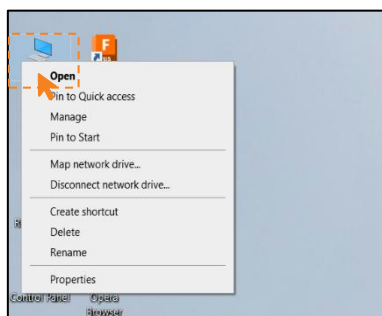 Open
Pin to Quick access
Manage
Pin to Start
Map network drive...
Disconnect network drive...
Create shortcut
Delete
Rename
Properties
Control Panel
Opera
Browser